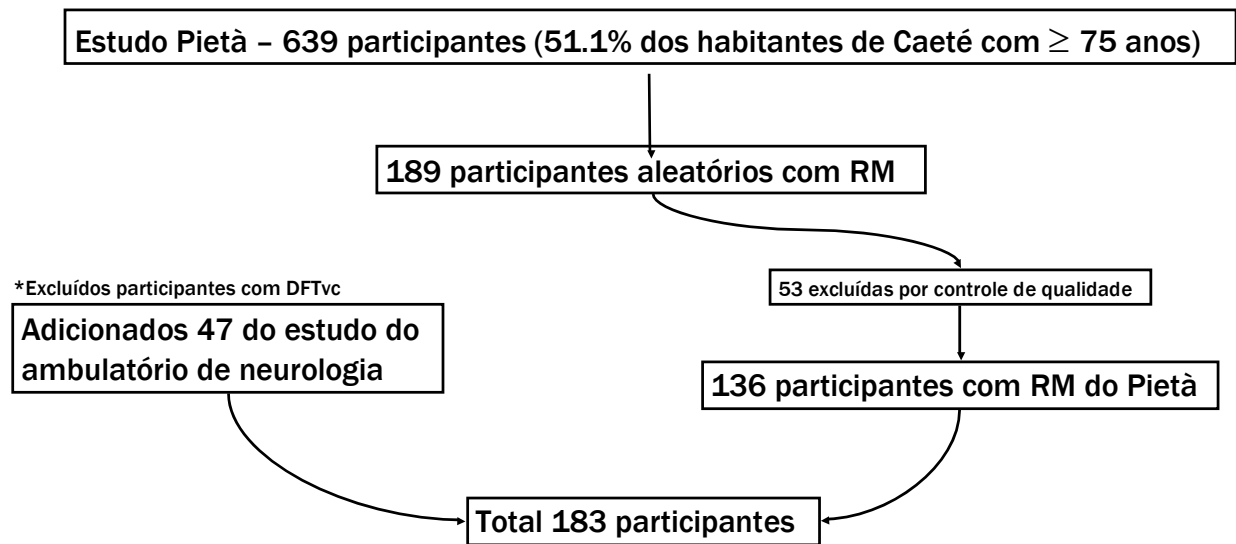 Estudo Pietà – 639 participantes (51.1% dos habitantes de Caeté com ≥ 75 anos)
189 participantes aleatórios com RM
*Excluídos participantes com DFTvc
Adicionados 47 do estudo do
ambulatório de neurologia
53 excluídas por controle de qualidade
136 participantes com RM do Pietà
Total 183 participantes